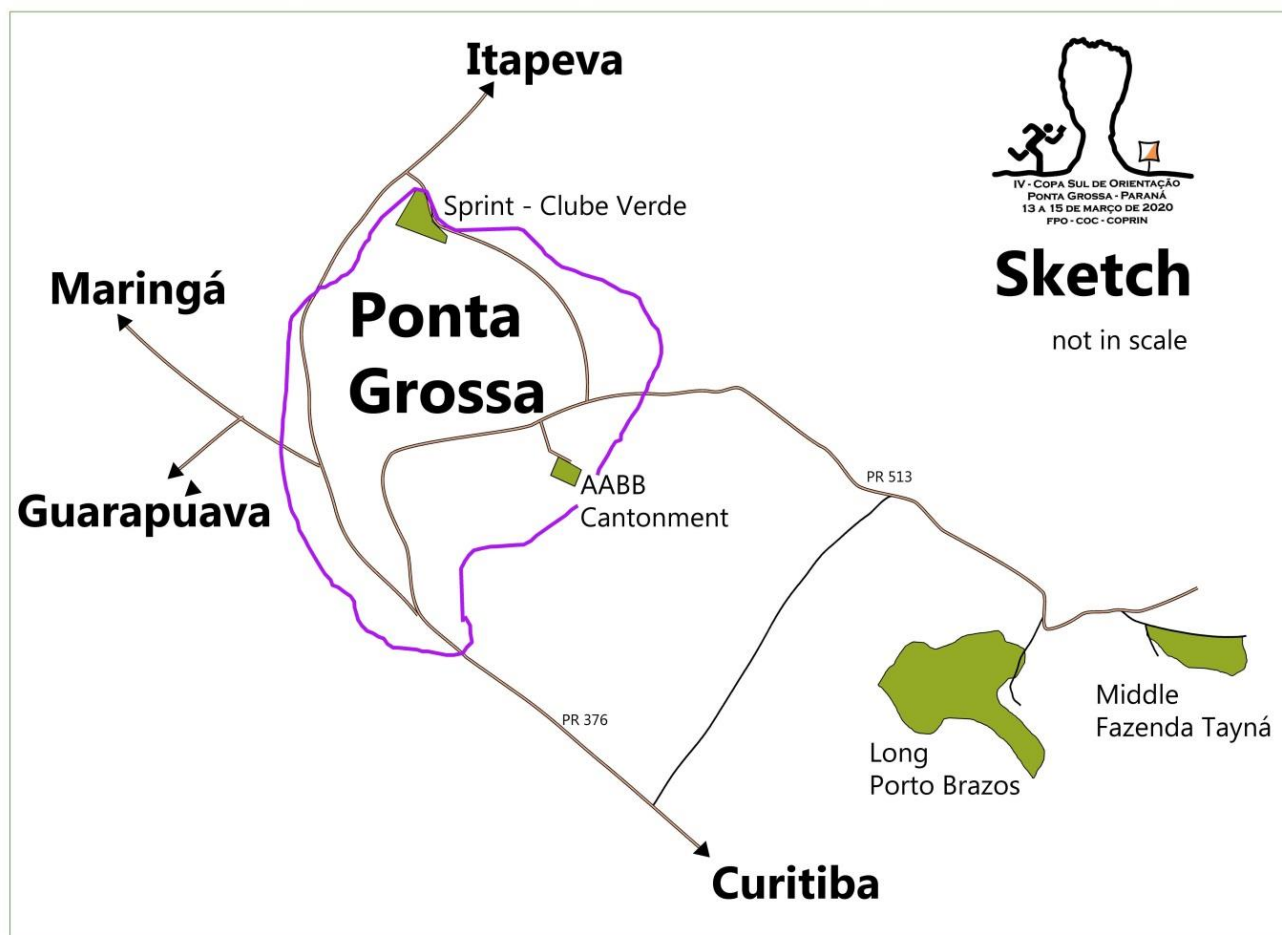 Itapeva
IV - COPA SUL DE ORIENTAÇÃO
PONTA GROSSA - PARANÁ
13 A 15 DE MARÇO DE 2020
FPO - COC - COPRIN
Sketch
not in scale
Sprint - Clube Verde
Maringá
Ponta
Grossa
Guarapuava
AABB
Cantonment
PR 513
PR 376
Middle
Fazenda Tayná
Long
Porto Brazos
Curitiba